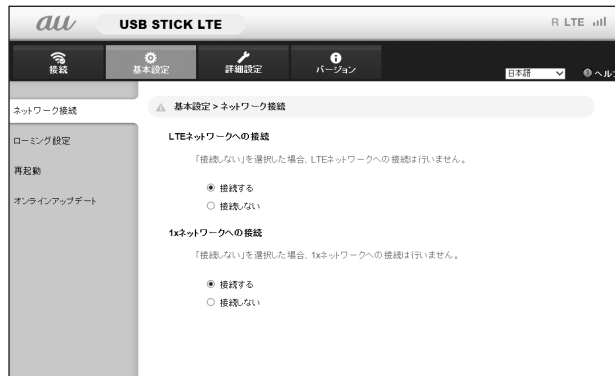 au USB STICK LTE R LTE
接続 基本設定 詳細設定 バージョン 日本語 ヘル
ネットワーク接続
ローミング設定
再起動
オンラインアップデート
基本設定 > ネットワーク接続
LTEネットワークへの接続
「接続しない」を選択した場合、LTEネットワークへの接続は行いません。
接続する
接続しない
1xネットワークへの接続
「接続しない」を選択した場合、1xネットワークへの接続は行いません。
接続する
接続しない